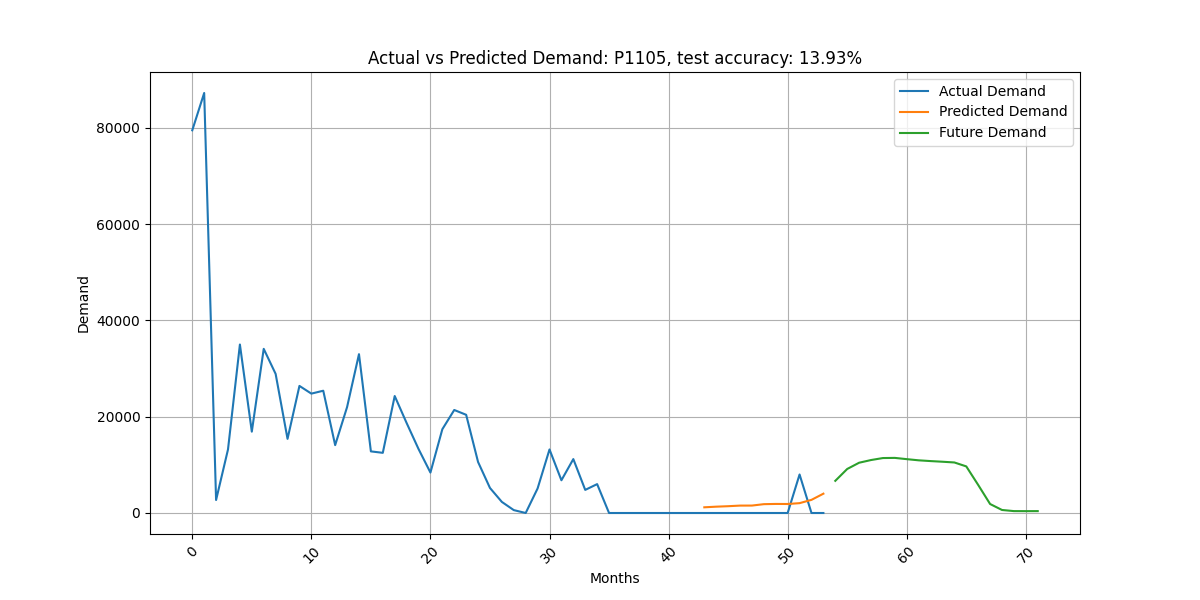 Actual vs Predicted Demand: P1105, test accuracy: 13.93%
Actual Demand
Predicted Demand
Future Demand
80000
60000
40000
20000
0
Demand
0 10 20 30 40 50 60 70
Months